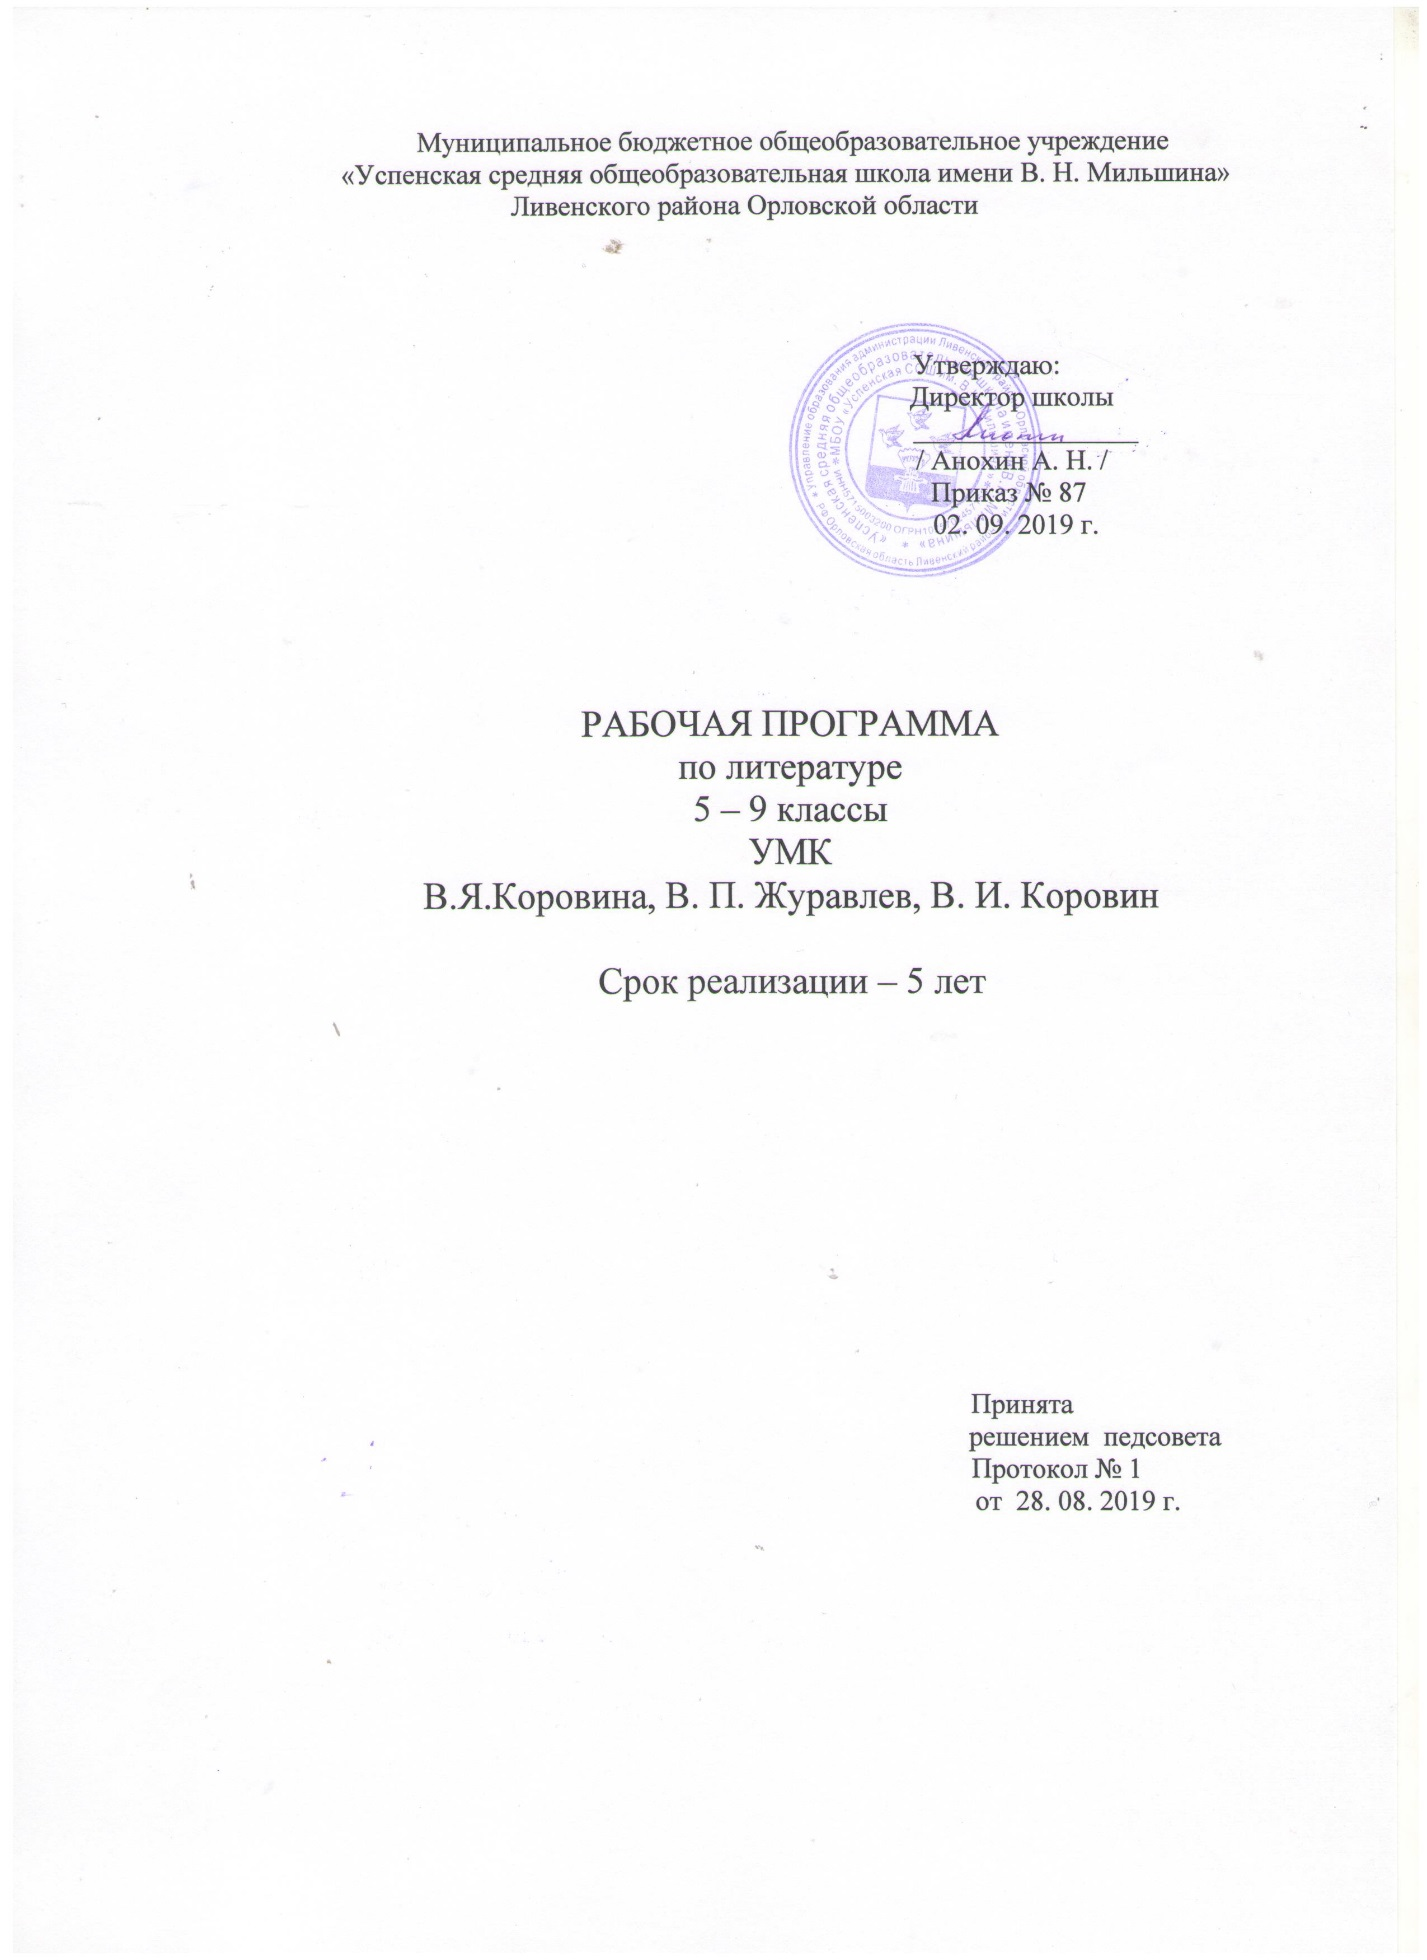 Муниципальное бюджетное общеобразовательное учреждение
«Успенская средняя общеобразовательная школа имени В. Н. Мильшина»
Ливенского района Орловской области
Утверждаю:
Директор школы
/ Анохин А. Н. /
Приказ № 87
02. 09. 2019 г.
РАБОЧАЯ ПРОГРАММА
по литературе
5 – 9 классы
УМК
В.Я.Коровина, В. П. Журавлев, В. И. Коровин
Срок реализации – 5 лет
Принята
решением педсовета
Протокол № 1
от 28. 08. 2019 г.